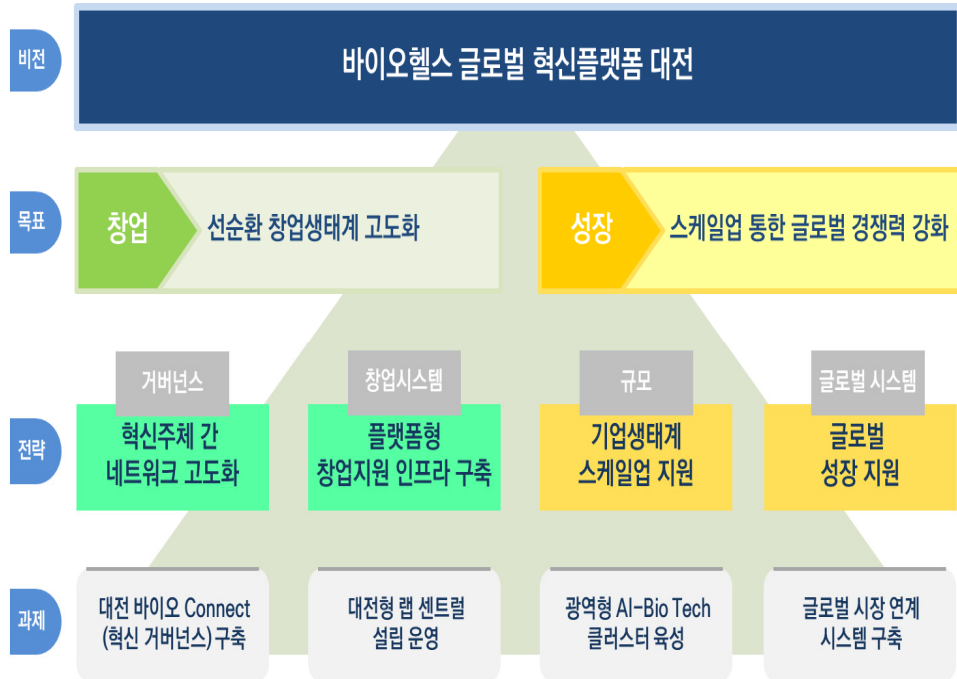 비전
바이오헬스 글로벌 혁신플랫폼 대전
목표
창업
선순환 창업생태계 고도화
성장
스케일업 통한 글로벌 경쟁력 강화
전략
거버넌스
혁신주체 간
네트워크 고도화
창업시스템
플랫폼형
창업지원 인프라 구축
규모
기업생태계
스케일업 지원
글로벌 시스템
글로벌
성장 지원
과제
대전 바이오 Connect
(혁신 거버넌스) 구축
대전형 랩 센트럴
설립 운영
광역형 AI-Bio Tech
클러스터 육성
글로벌 시장 연계
시스템 구축